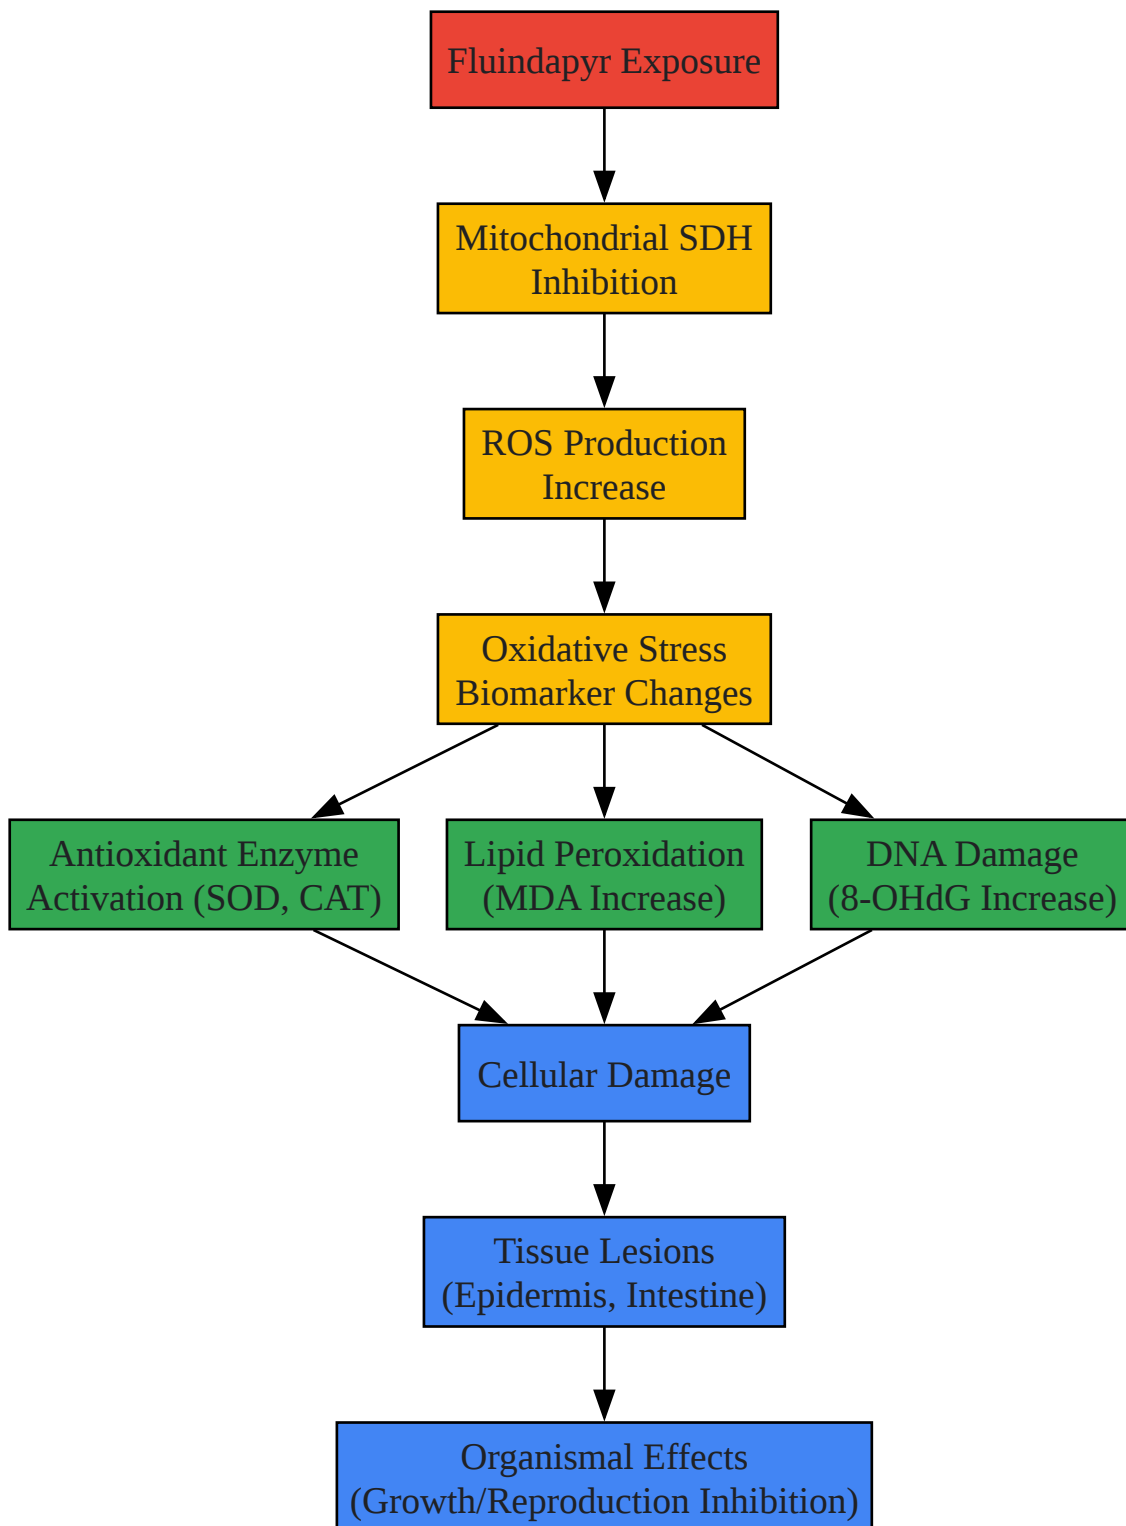 Fluindapyr Exposure
Mitochondrial SDH
Inhibition
ROS Production
Increase
Oxidative Stress
Biomarker Changes
Antioxidant Enzyme
Activation (SOD, CAT)
Lipid Peroxidation
(MDA Increase)
DNA Damage
(8-OHdG Increase)
Cellular Damage
Tissue Lesions
(Epidermis, Intestine)
Organismal Effects
(Growth/Reproduction Inhibition)